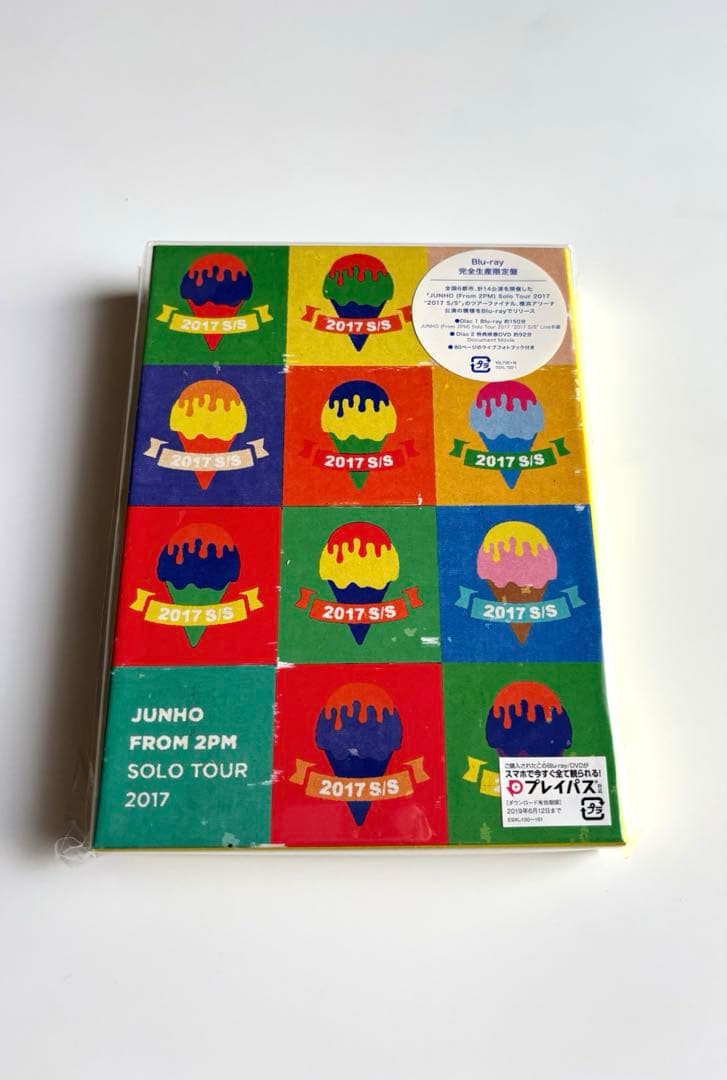 2017 S/S
2017 S/S
Blu-ray
完全生産限定盤
全国6都市、計14公演を開催した
「JUNHO (From 2PM) Solo Tour 2017
“2017 S/S”」のツアーファイナル、横浜アリーナ
公演の模様をBlu-rayでリリース
●Disc 1 Blu-ray 約150分
JUNHO (From 2PM) Solo Tour 2017 “2017 S/S” Live本編
●Disc 2 特典映像DVD 約92分
Document Movie
●80ページのライブフォトブック付き
2017 S/S
2017 S/S
2017 S/S
2017 S/S
2017 S/S
2017 S/S
JUNHO
FROM 2PM
SOLO TOUR
2017
2017 S/S
ご購入されたこのBlu-ray/DVDが
スマホで今すぐ全て観られる!
プレイパス
[ダウンロード有効期限]
2019年6月12日まで
ESXL-150~151